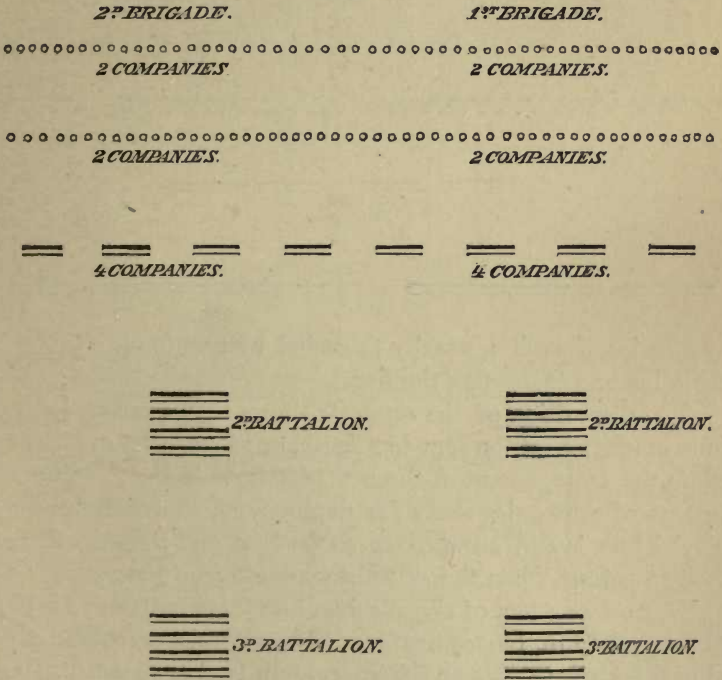 2D BRIGADE. 1ST BRIGADE.
2 COMPANIES 2 COMPANIES.
2 COMPANIES. 2 COMPANIES.
4 COMPANIES. 4 COMPANIES.
2D BATTALION. 2D BATTALION.
3D BATTALION. 3D BATTALION.